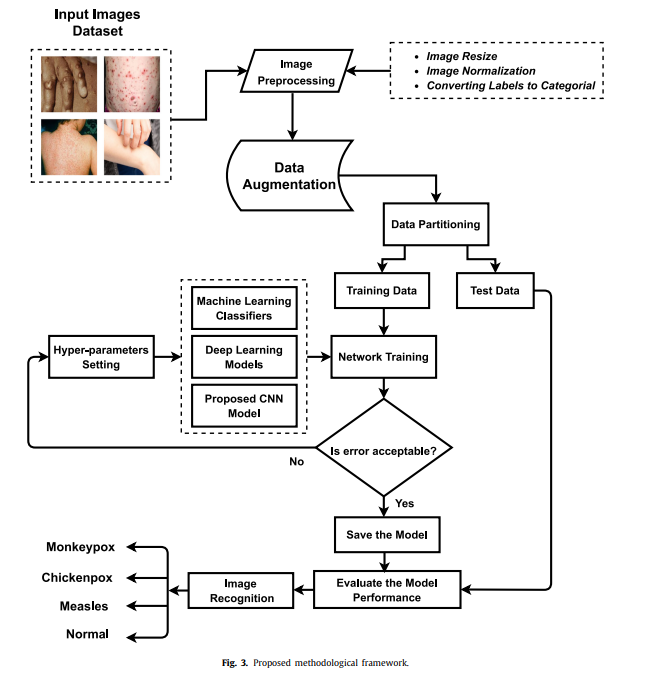 Input Images
Dataset
Image
Preprocessing
• Image Resize
• Image Normalization
• Converting Labels to Categorial
Data
Augmentation
Data Partitioning
Training Data
Test Data
Machine Learning
Classifiers
Hyper-parameters
Setting
Deep Learning
Models
Network Training
Proposed CNN
Model
Is error acceptable?
No
Yes
Save the Model
Monkeypox
Chickenpox
Measles
Normal
Image
Recognition
Evaluate the Model
Performance
Fig. 3. Proposed methodological framework.